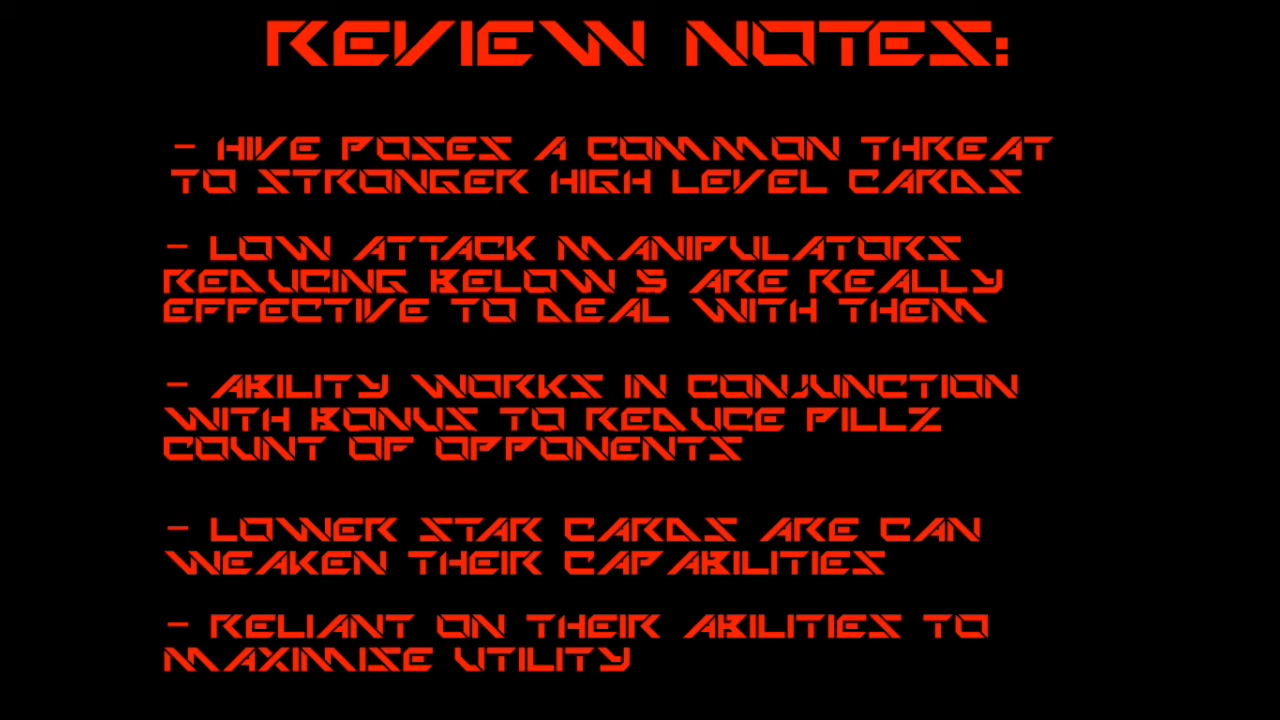 REVIEW NOTES:
- HIVE POSES A COMMON THREAT
TO STRONGER HIGH LEVEL CARDS
- LOW ATTACK MANIPULATORS
REDUCING BELOW 5 ARE REALLY
EFFECTIVE TO DEAL WITH THEM
- ABILITY WORKS IN CONJUNCTION
WITH BONUS TO REDUCE PILLZ
COUNT OF OPPONENTS
- LOWER STAR CARDS ARE CAN
WEAKEN THEIR CAPABILITIES
- RELIANT ON THEIR ABILITIES TO
MAXIMISE UTILITY